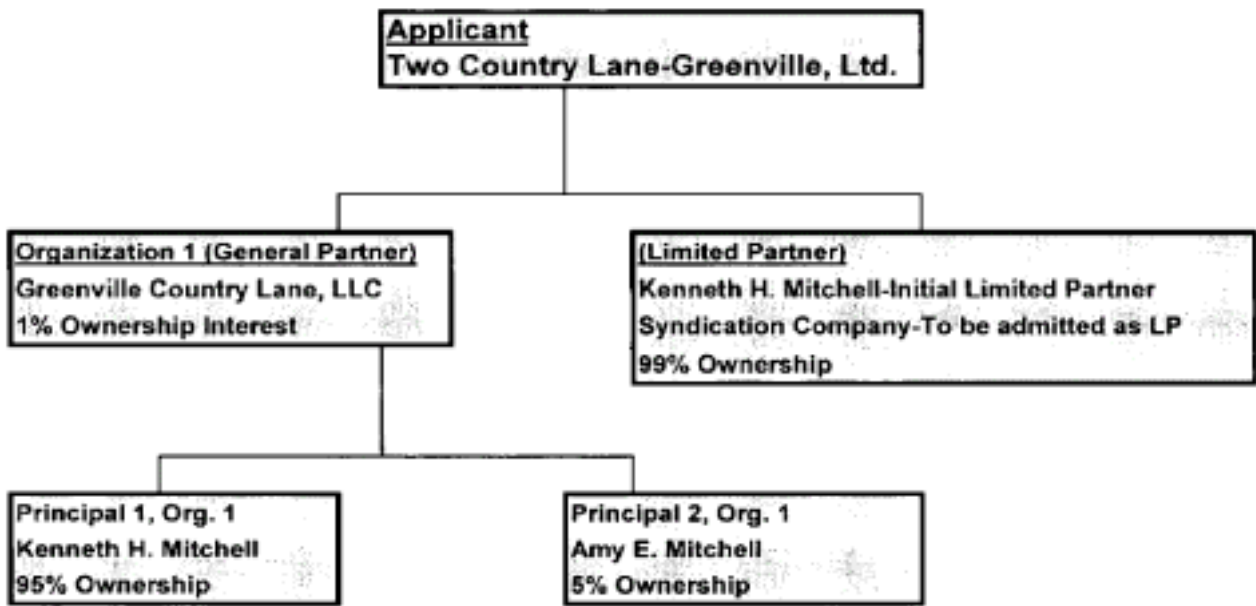 Applicant
Two Country Lane-Greenville, Ltd.
Organization 1 (General Partner)
Greenville Country Lane, LLC
1% Ownership Interest
(Limited Partner)
Kenneth H. Mitchell-Initial Limited Partner
Syndication Company-To be admitted as LP
99% Ownership
Principal 1, Org. 1
Kenneth H. Mitchell
95% Ownership
Principal 2, Org. 1
Amy E. Mitchell
5% Ownership